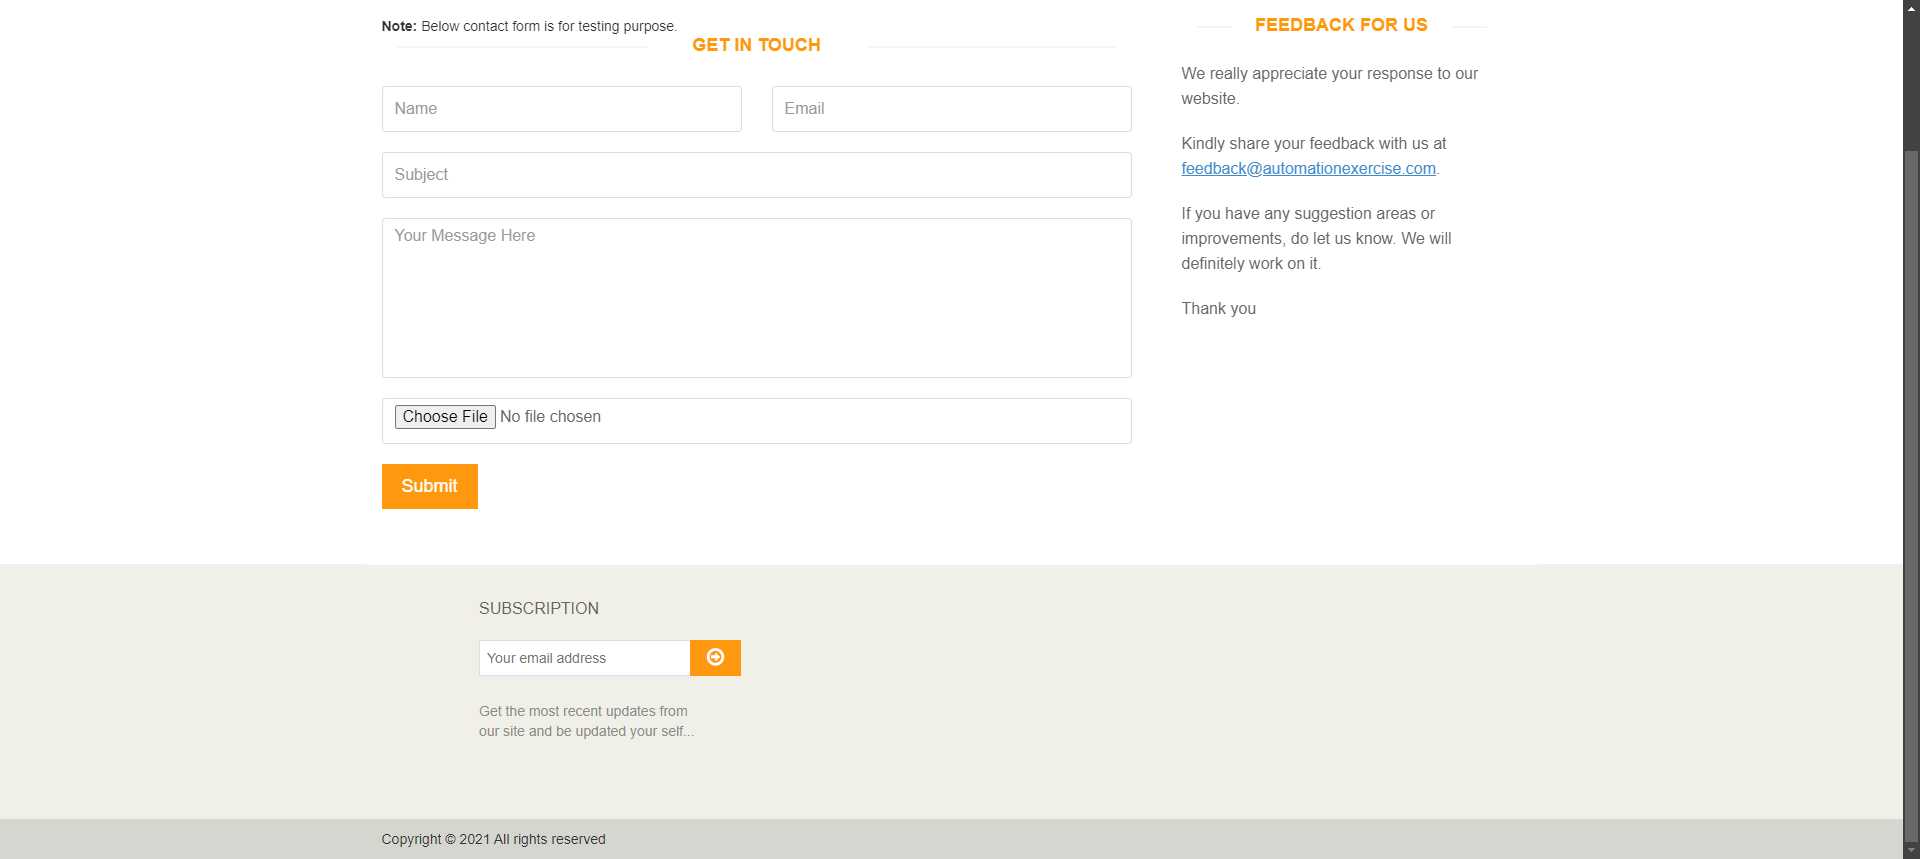 Note: Below contact form is for testing purpose.
GET IN TOUCH
Name
Email
Subject
Your Message Here
Choose File No file chosen
Submit
FEEDBACK FOR US
We really appreciate your response to our
website.
Kindly share your feedback with us at
feedback@automationexercise.com.
If you have any suggestion areas or
improvements, do let us know. We will
definitely work on it.
Thank you
SUBSCRIPTION
Your email address
Get the most recent updates from
our site and be updated your self...
Copyright © 2021 All rights reserved